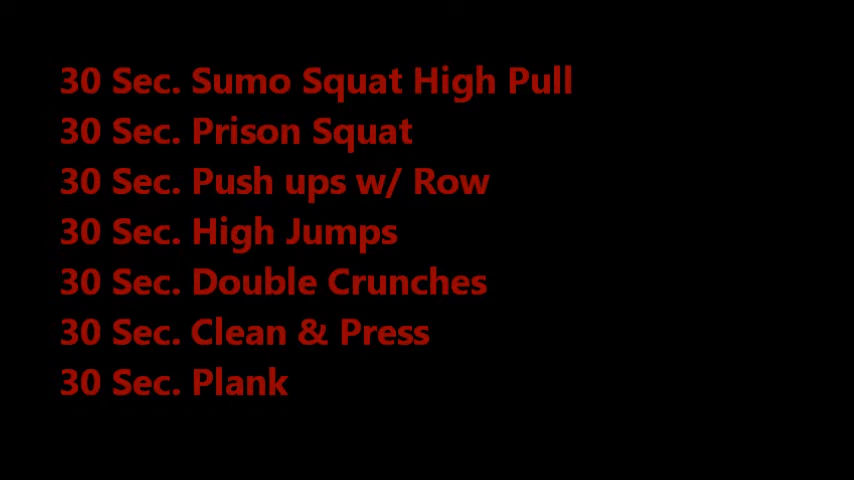 30 Sec. Sumo Squat High Pull
30 Sec. Prison Squat
30 Sec. Push ups w/ Row
30 Sec. High Jumps
30 Sec. Double Crunches
30 Sec. Clean & Press
30 Sec. Plank